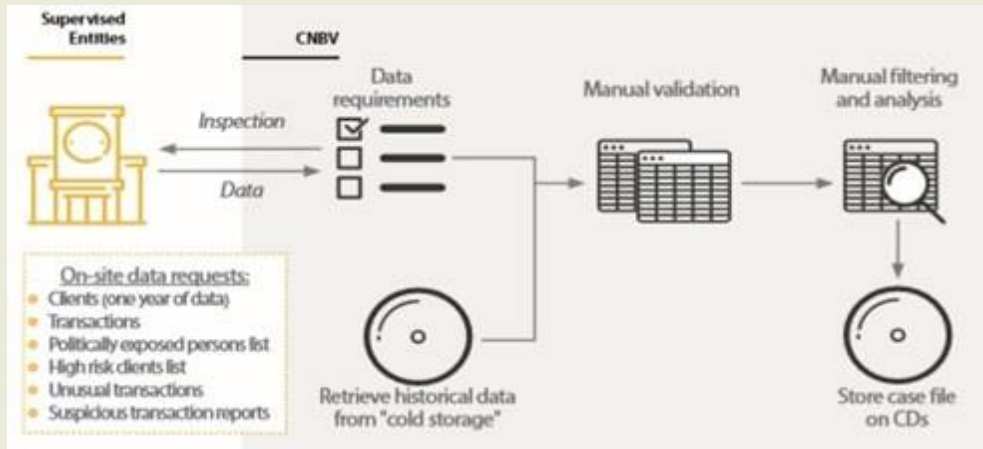 Supervised
Entities
CNBV
Data
requirements
Manual validation
Manual filtering
and analysis
Inspection
Data
On-site data requests:
Clients (one year of data)
Transactions
Politically exposed persons list
High risk clients list
Unusual transactions
Suspicious transaction reports
Retrieve historical data
from "cold storage"
Store case file
on CDs